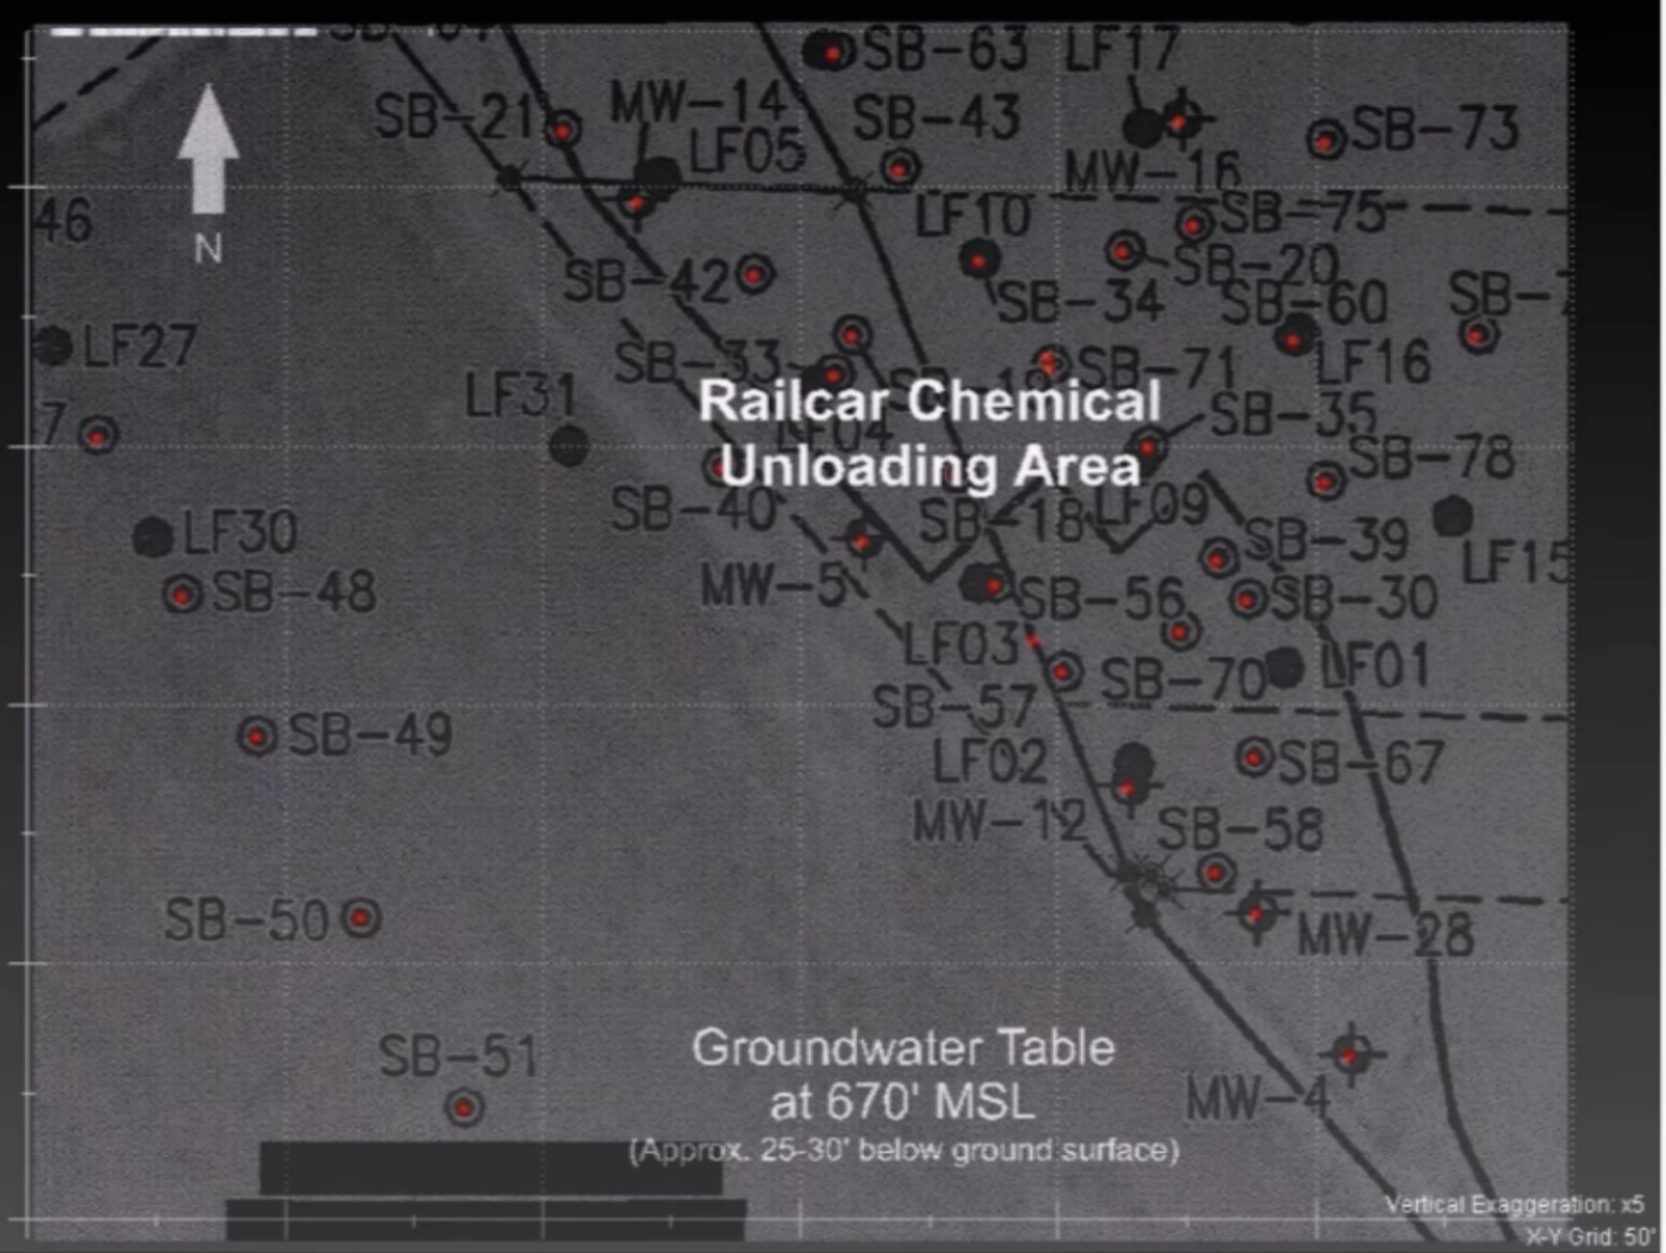 SB-63 LF17
SB-21 MW-14 SB-43 SB-73
LF05
MW-16
N 46 LF10 SB-75
SB-42 SB-20
SB-34 SB-60 SB-
LF27 SB-33 SB-71 LF16
LF31 Railcar Chemical SB-35
7 LF04
Unloading Area SB-78
SB-40 SB-18 LF09
LF30 SB-39
MW-5 LF15
SB-48 SB-56 SB-30
LF03
SB-70 LF01
SB-57
SB-49
LF02 SB-67
MW-12 SB-58
SB-50 MW-28
SB-51 Groundwater Table
at 670' MSL MW-4
(Approx. 25-30' below ground surface)
Vertical Exaggeration: x5
X-Y Grid: 50'